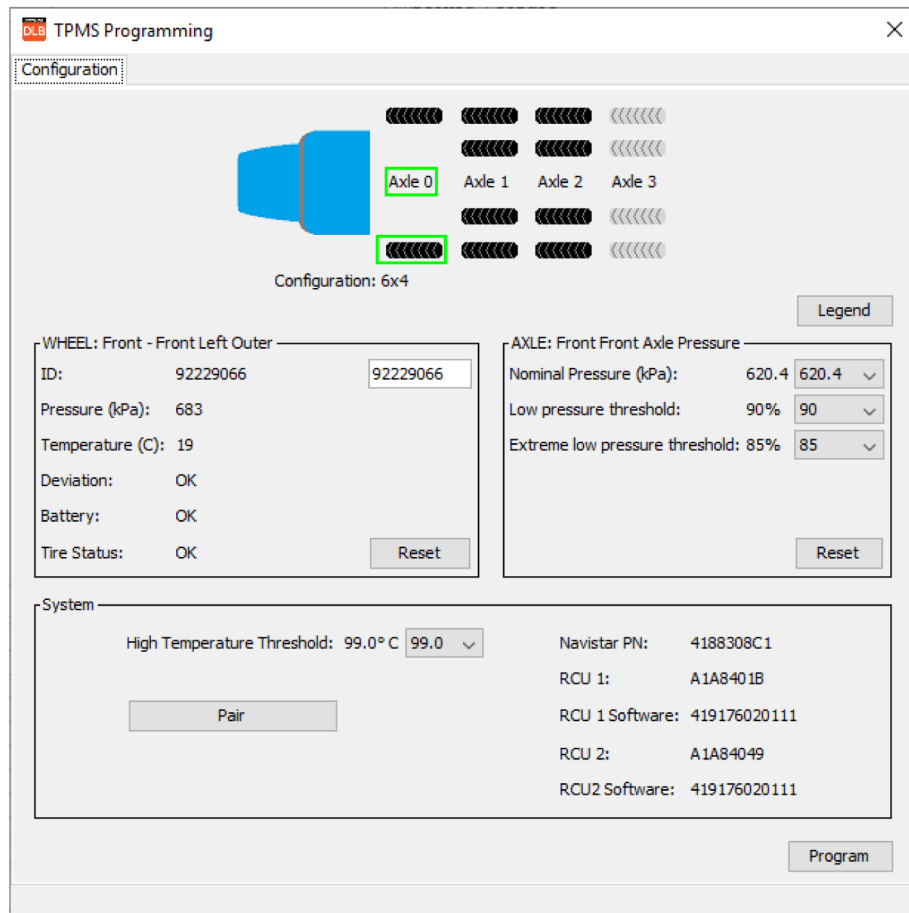 DLB TPMS Programming
Configuration
Axle 0 Axle 1 Axle 2 Axle 3
Configuration: 6x4
Legend
WHEEL: Front - Front Left Outer
ID: 92229066 92229066
Pressure (kPa): 683
Temperature (C): 19
Deviation: OK
Battery: OK
Tire Status: OK
Reset
AXLE: Front Front Axle Pressure
Nominal Pressure (kPa): 620.4 620.4
Low pressure threshold: 90% 90
Extreme low pressure threshold: 85% 85
Reset
System
High Temperature Threshold: 99.0° C 99.0
Pair
Navistar PN: 4188308C1
RCU 1: A1A8401B
RCU 1 Software: 419176020111
RCU 2: A1A84049
RCU2 Software: 419176020111
Program